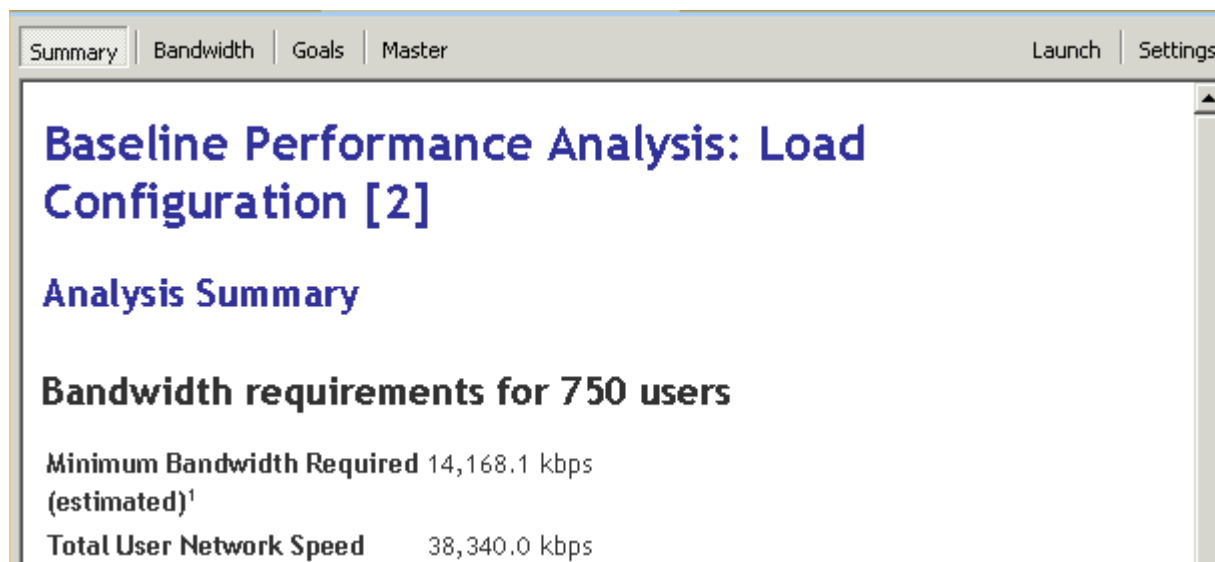 Summary Bandwidth Goals Master Launch Settings
Baseline Performance Analysis: Load
Configuration [2]
Analysis Summary
Bandwidth requirements for 750 users
Minimum Bandwidth Required 14,168.1 kbps
(estimated)¹
Total User Network Speed 38,340.0 kbps